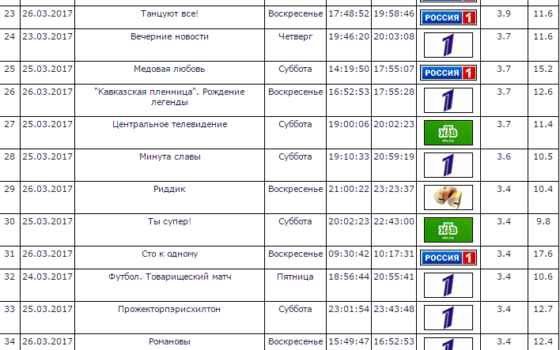 23 26.03.2017 Танцуют все! Воскресенье 17:48:52 19:58:46 РОССИЯ 1 3.9 11.6
24 23.03.2017 Вечерние новости Четверг 19:46:20 20:03:08 1 3.7 11.6
25 25.03.2017 Медовая любовь Суббота 14:19:50 17:55:07 РОССИЯ 1 3.7 15.2
26 26.03.2017 "Кавказская пленница". Рождение Воскресенье 16:52:53 17:55:28 1 3.7 12.6
легенды
27 25.03.2017 Центральное телевидение Суббота 19:00:06 20:02:23 НТВ 3.7 11.4
28 25.03.2017 Минута славы Суббота 19:10:33 20:59:19 1 3.6 10.5
29 26.03.2017 Риддик Воскресенье 21:00:22 23:23:37 3.4 10.4
30 25.03.2017 Ты супер! Суббота 20:02:23 22:43:00 НТВ 3.4 9.8
31 26.03.2017 Сто к одному Воскресенье 09:30:42 10:17:31 РОССИЯ 1 3.4 17.6
32 24.03.2017 Футбол. Товарищеский матч Пятница 18:56:44 20:55:41 1 3.4 10.6
33 25.03.2017 Прожекторпэрисхилтон Суббота 23:01:54 23:43:48 1 3.4 12.7
34 26.03.2017 Романовы Воскресенье 15:49:47 16:52:53 1 3.4 12.4